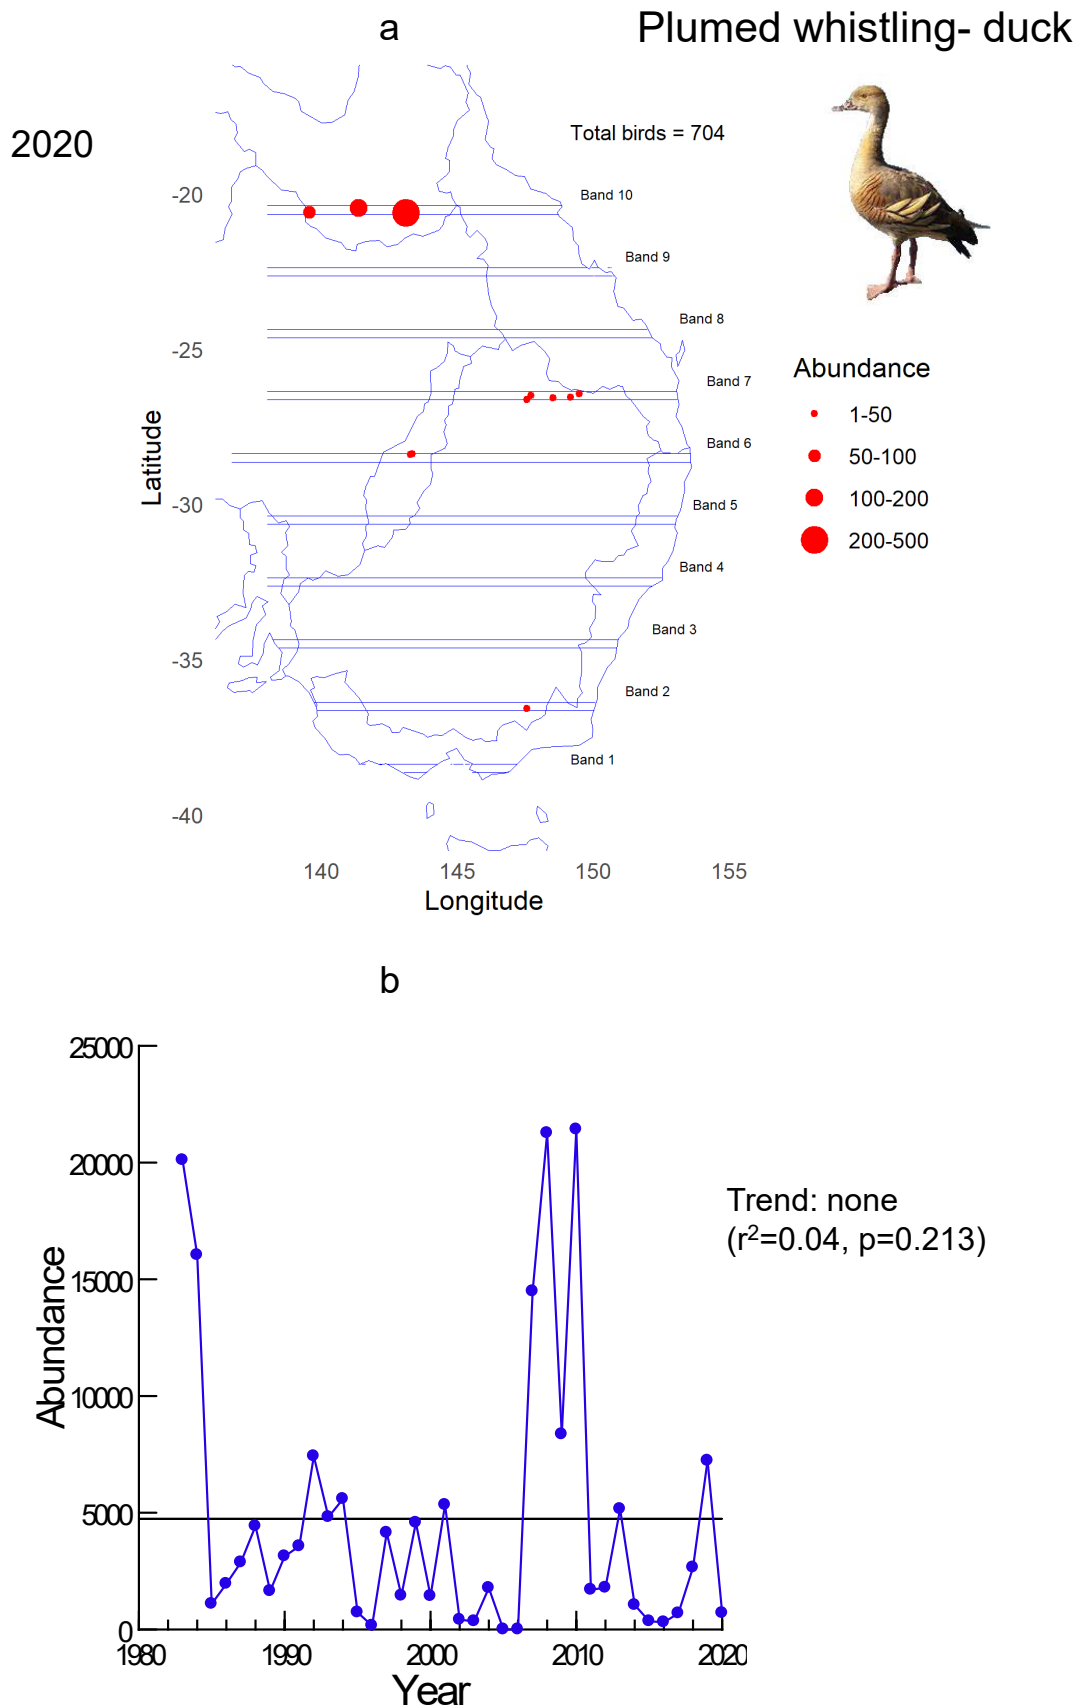 a
Plumed whistling- duck
2020
Total birds = 704
-20
Band 10
Band 9
Band 8
-25
Band 7
Abundance
1-50
Band 6
50-100
Latitude
-30
Band 5
100-200
200-500
Band 4
Band 3
-35
Band 2
Band 1
-40
140
145
150
155
Longitude
b
25000
20000
Trend: none
(r²=0.04, p=0.213)
15000
Abundance
10000
5000
0
1980
1990
2000
2010
2020
Year